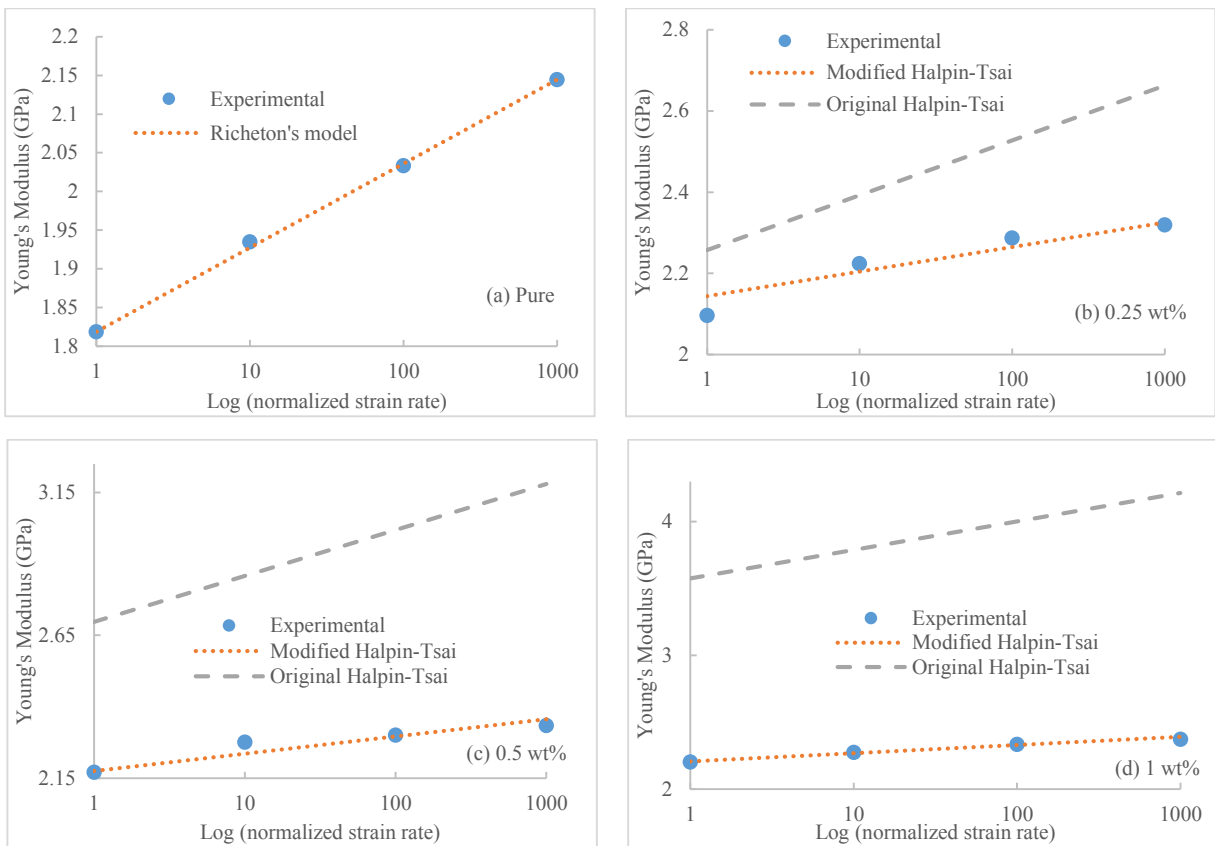 2.2
2.15
2.1
2.05
2
1.95
1.9
1.85
1.8
Young's Modulus (GPa)
Experimental
Richeton's model
(a) Pure
1 10 100 1000
Log (normalized strain rate)
2.8
2.6
2.4
2.2
2
Young's Modulus (GPa)
Experimental
Modified Halpin-Tsai
Original Halpin-Tsai
(b) 0.25 wt%
1 10 100 1000
Log (normalized strain rate)
3.15
2.65
2.15
Young's Modulus (GPa)
Experimental
Modified Halpin-Tsai
Original Halpin-Tsai
(c) 0.5 wt%
1 10 100 1000
Log (normalized strain rate)
4
3
2
Young's Modulus (GPa)
Experimental
Modified Halpin-Tsai
Original Halpin-Tsai
(d) 1 wt%
1 10 100 1000
Log (normalized strain rate)